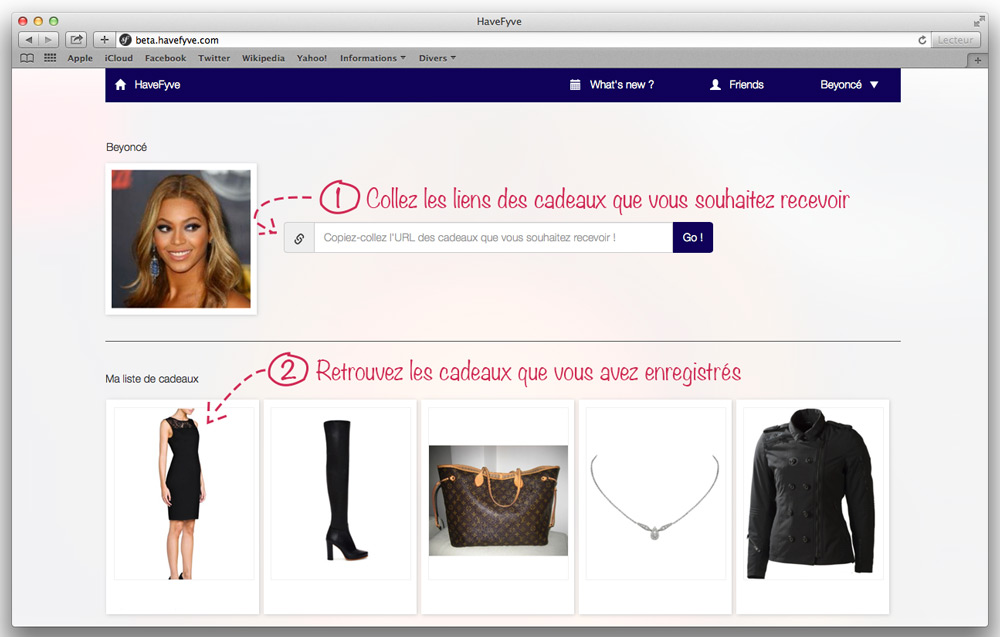 HaveFyve
beta.havefyve.com
Lecteur
Apple iCloud Facebook Twitter Wikipedia Yahoo! Informations Divers
HaveFyve What's new ? Friends Beyoncé
Beyoncé
1 Collez les liens des cadeaux que vous souhaitez recevoir
Copiez-collez l'URL des cadeaux que vous souhaitez recevoir ! Go !
2 Retrouvez les cadeaux que vous avez enregistrés
Ma liste de cadeaux